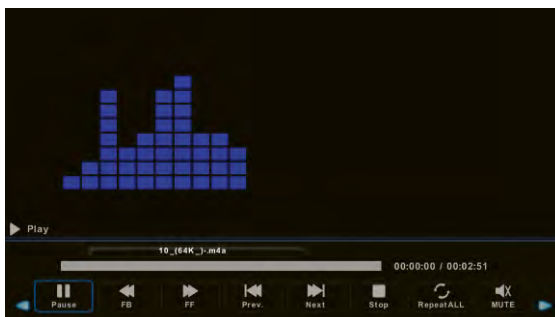 Play
10_(64K_)-.m4a
00:00:00 / 00:02:51
Pause FB FF Prev. Next Stop RepeatALL MUTE